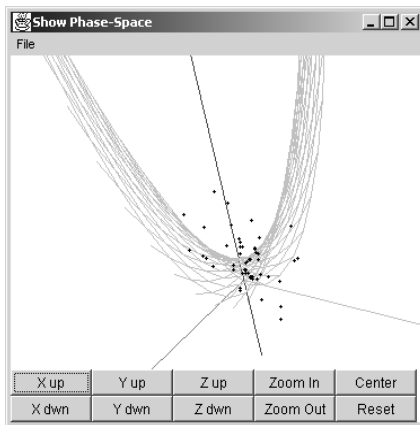 Show Phase-Space
File
X up Y up Z up Zoom In Center
X dwn Y dwn Z dwn Zoom Out Reset